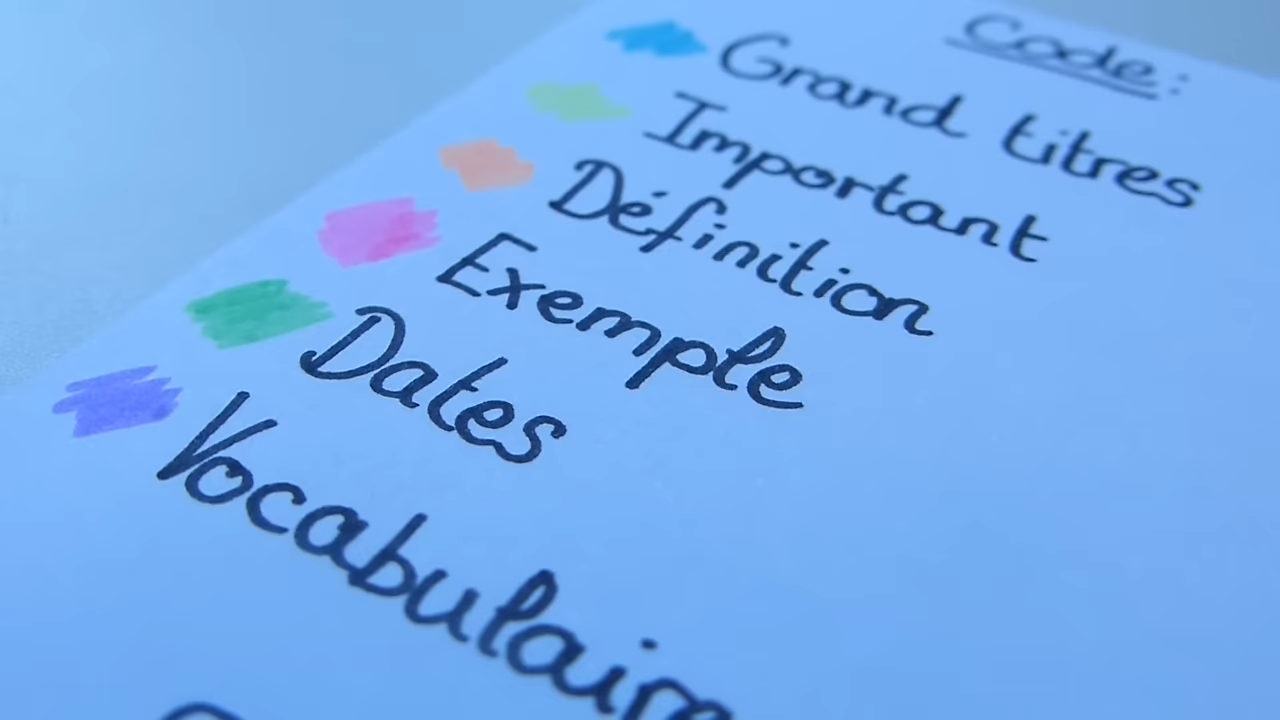 Code:
Grand titres
Important
Définition
Exemple
Dates
Vocabulaire